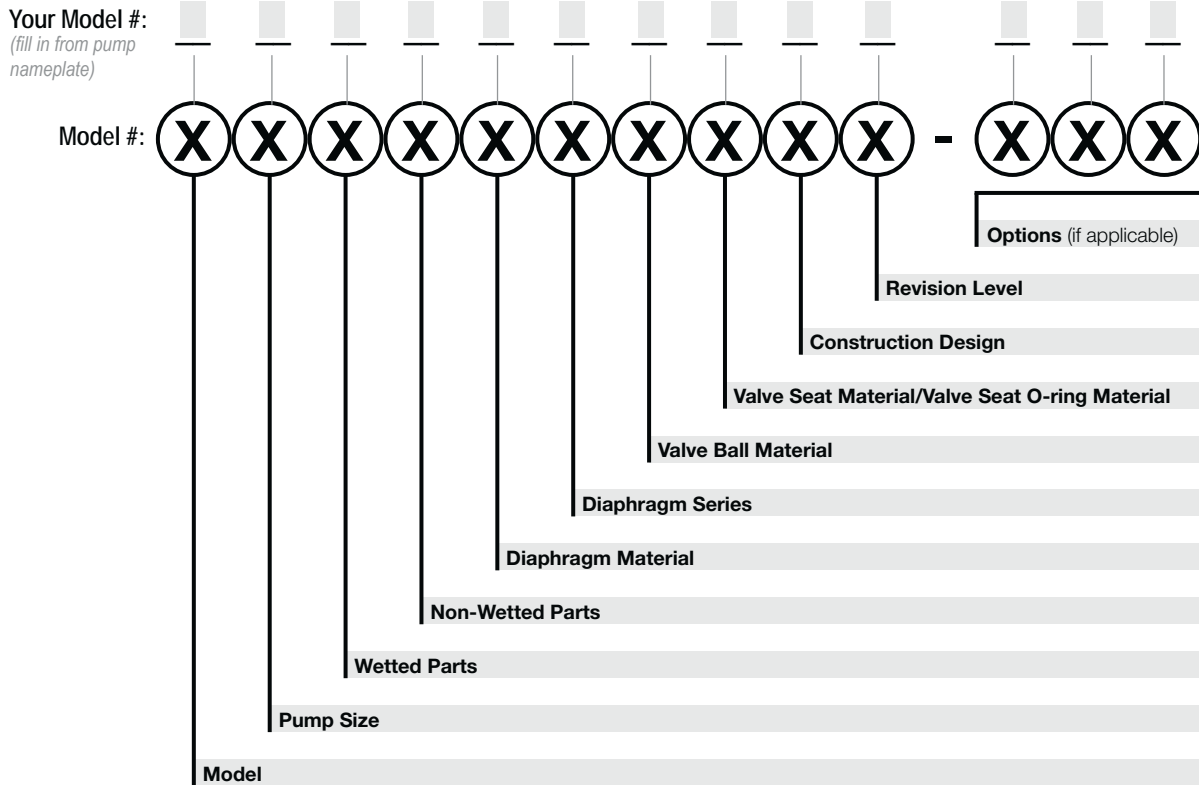 Your Model #:
(fill in from pump
nameplate)
Model #: X X X X X X X X X X - X X X
Options (if applicable)
Revision Level
Construction Design
Valve Seat Material/Valve Seat O-ring Material
Valve Ball Material
Diaphragm Series
Diaphragm Material
Non-Wetted Parts
Wetted Parts
Pump Size
Model